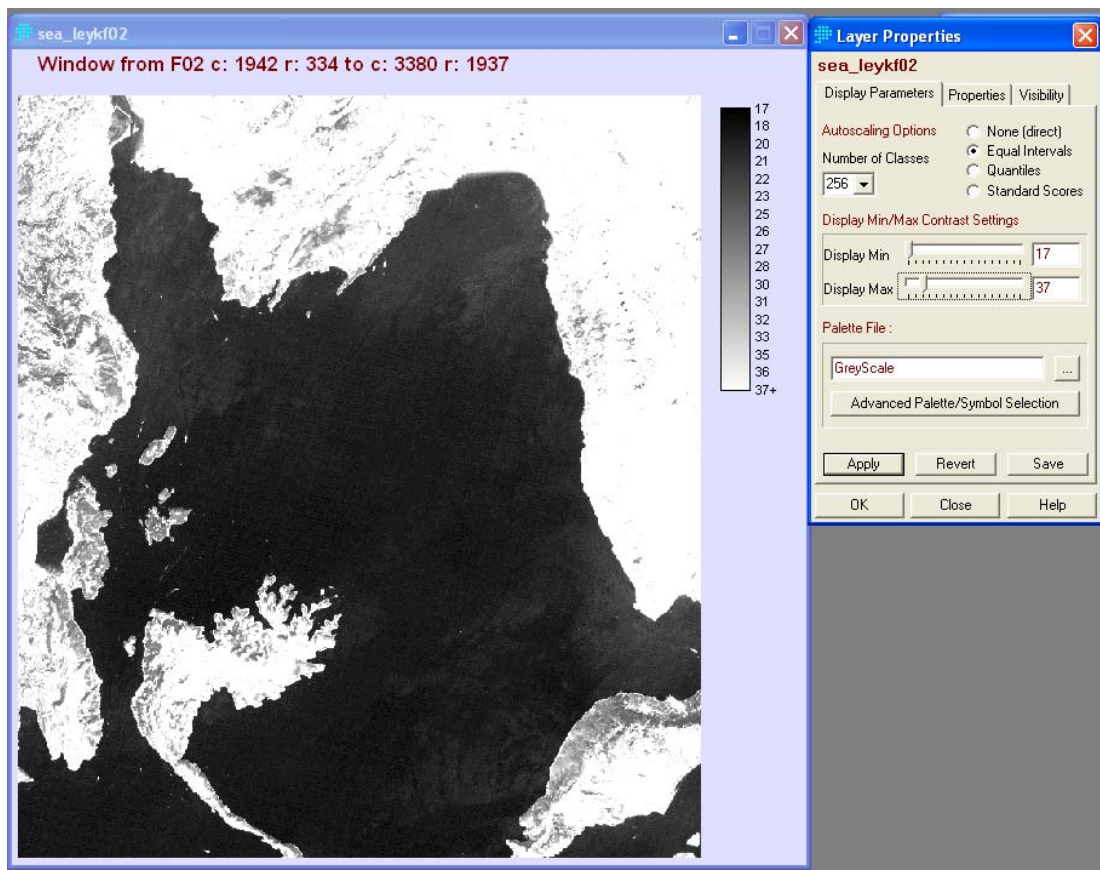 sea_leykf02
Window from F02 c: 1942 r: 334 to c: 3380 r: 1937
17
18
20
21
22
23
25
26
27
28
30
31
32
33
35
36
37+
Layer Properties
sea_leykf02
Display Parameters Properties Visibility
Autoscaling Options
None (direct)
Equal Intervals
Quantiles
Standard Scores
Number of Classes
256
Display Min/Max Contrast Settings
Display Min 17
Display Max 37
Palette File :
GreyScale ...
Advanced Palette/Symbol Selection
Apply Revert Save
OK Close Help